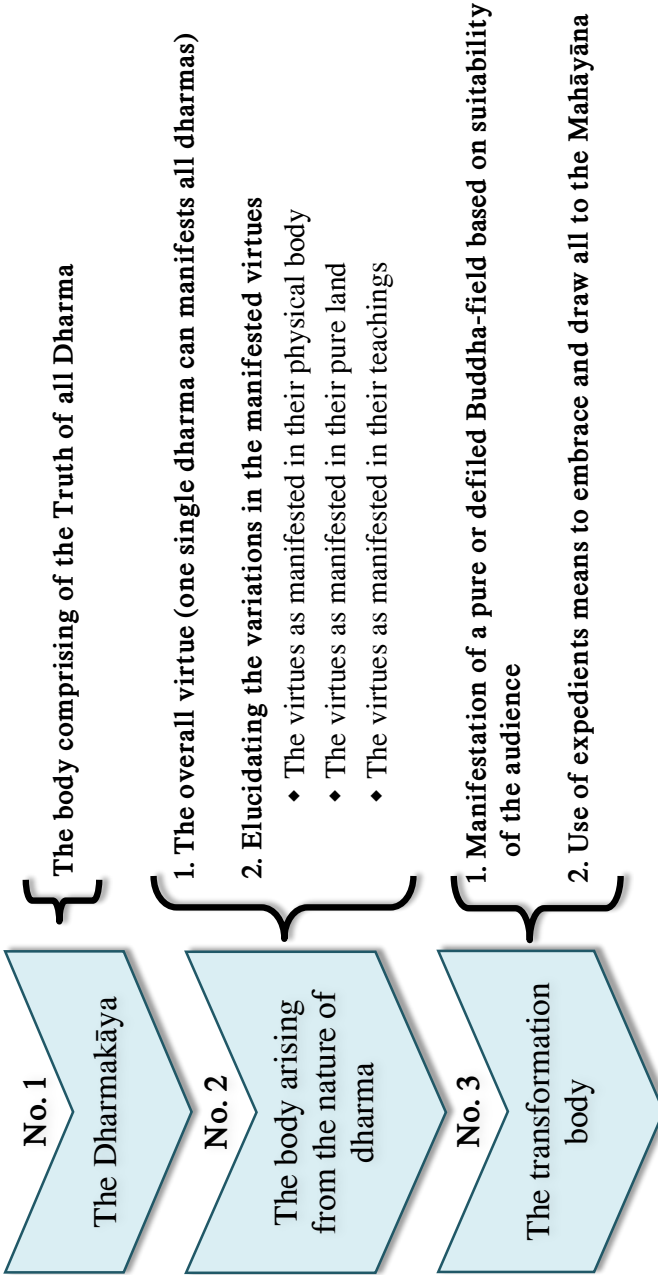 No. 1
The Dharmakāya
The body comprising of the Truth of all Dharma
No. 2
The body arising
from the nature of
dharma
1. The overall virtue (one single dharma can manifests all dharmas)
2. Elucidating the variations in the manifested virtues
◆ The virtues as manifested in their physical body
◆ The virtues as manifested in their pure land
◆ The virtues as manifested in their teachings
No. 3
The transformation
body
1. Manifestation of a pure or defiled Buddha-field based on suitability
of the audience
2. Use of expedients means to embrace and draw all to the Mahāyāna